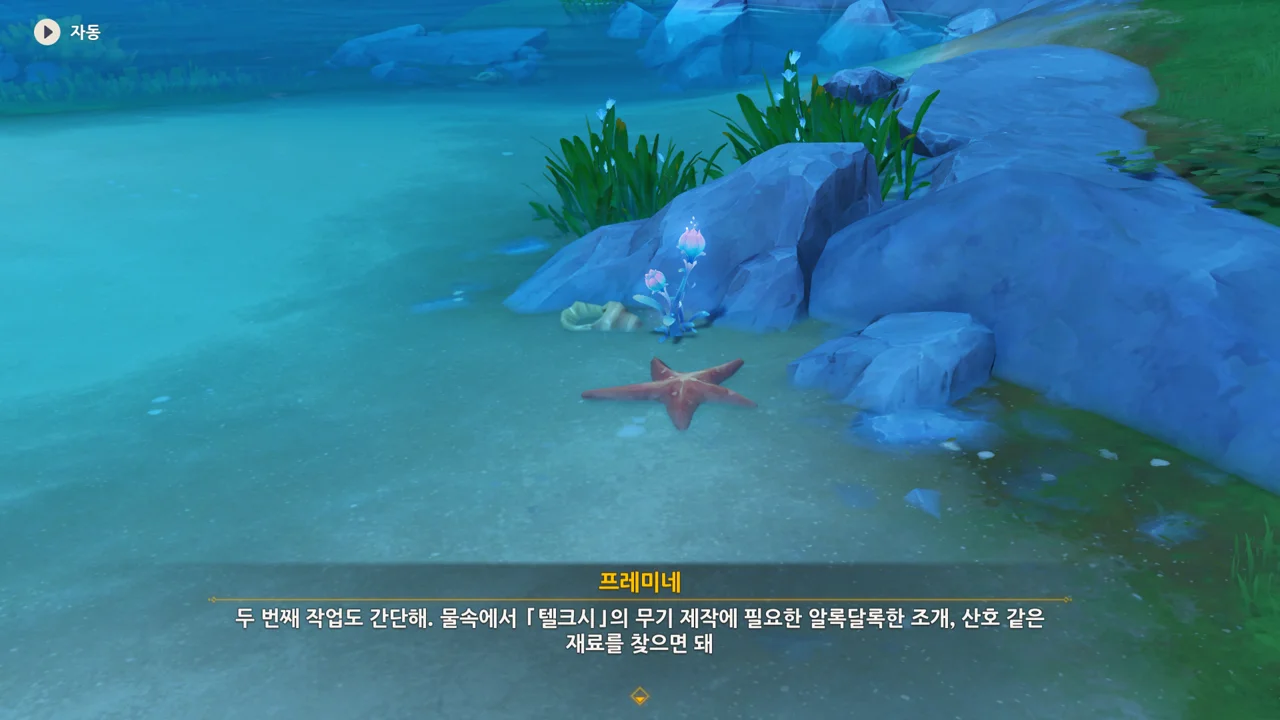 자동
프레미네
두 번째 작업도 간단해. 물속에서 「텔크시」의 무기 제작에 필요한 알록달록한 조개, 산호 같은
재료를 찾으면 돼